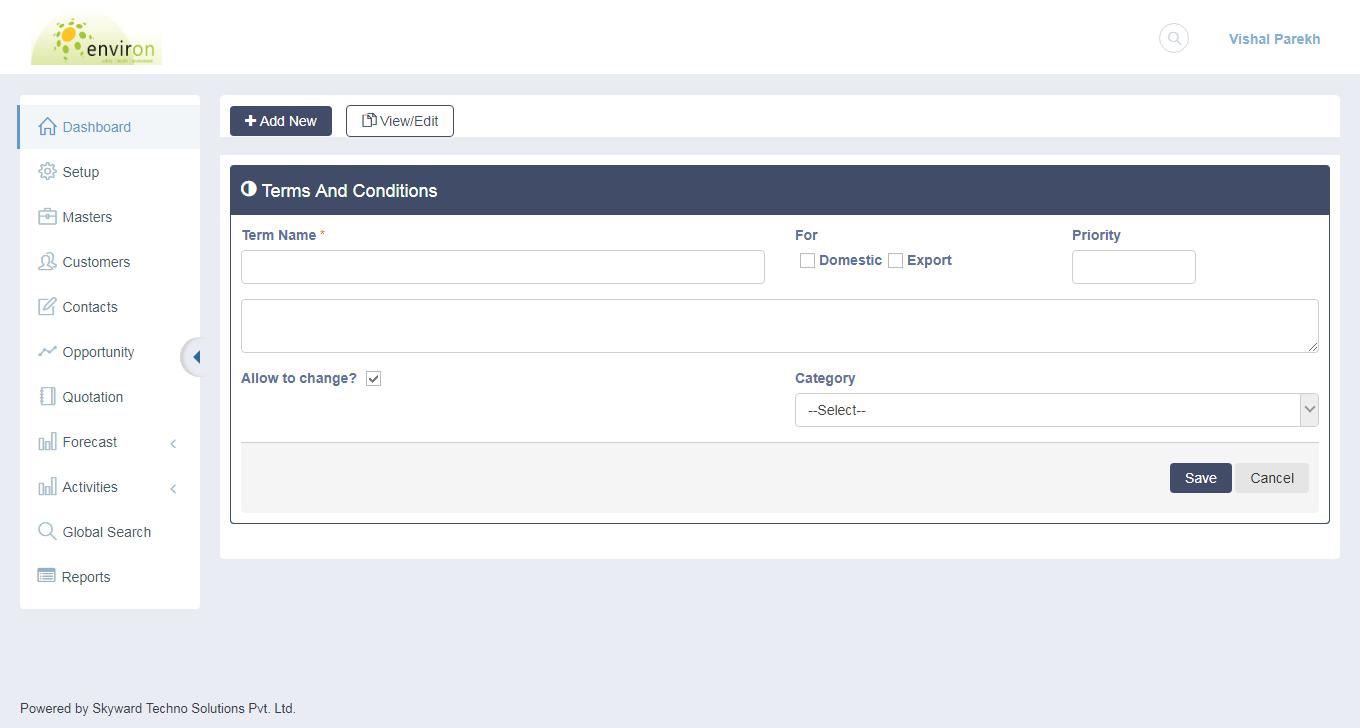 environ
Vishal Parekh
Add New
View/Edit
Dashboard
Setup
Masters
Customers
Contacts
Opportunity
Quotation
Forecast
Activities
Global Search
Reports
Terms And Conditions
Term Name *
For
Priority
Domestic
Export
Allow to change?
Category
--Select--
Save
Cancel
Powered by Skyward Techno Solutions Pvt. Ltd.